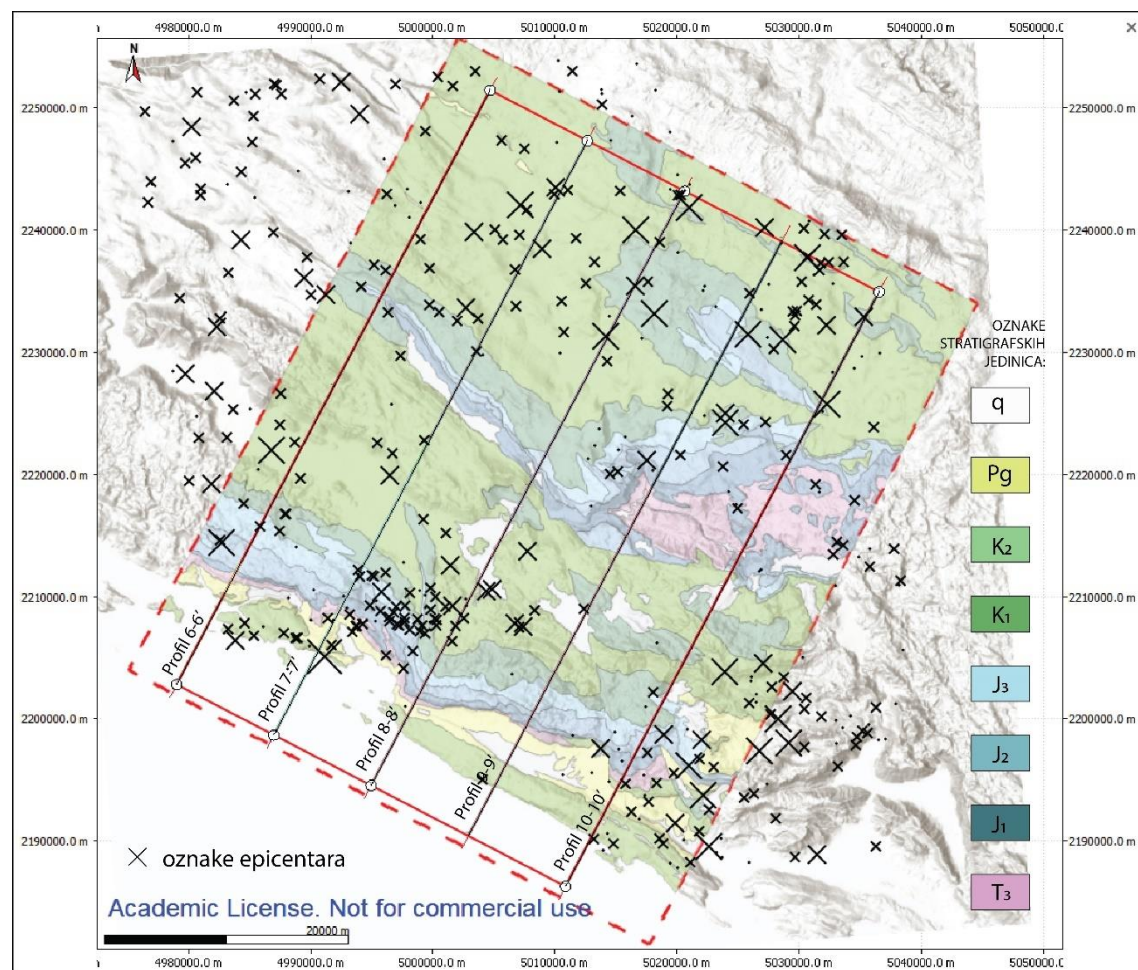 4980000.0 m 4990000.0 m 5000000.0 m 5010000.0 m 5020000.0 m 5030000.0 m 5040000.0 m 5050000.0 m
N
2250000.0 m 2250000.0 m
2240000.0 m 2240000.0 m
2230000.0 m 2230000.0 m
2220000.0 m 2220000.0 m
2210000.0 m 2210000.0 m
2200000.0 m 2200000.0 m
2190000.0 m 2190000.0 m
OZNAKE
STRATIGRAFSKIH
JEDINICA:
q
Pg
K₂
K₁
J₃
J₂
J₁
T₃
Profil 6-6'
Profil 7-7'
Profil 8-8'
Profil 9-9'
Profil 10-10'
oznake epicentara
Academic License. Not for commercial use
20000 m
4980000.0 m 4990000.0 m 5000000.0 m 5010000.0 m 5020000.0 m 5030000.0 m 5040000.0 m 5050000.0 m